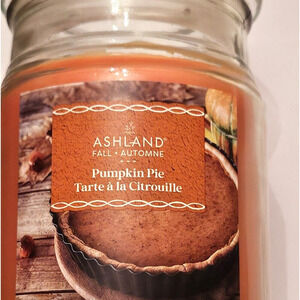 ASHLAND®
FALL • AUTOMNE
Pumpkin Pie
Tarte à la Citrouille